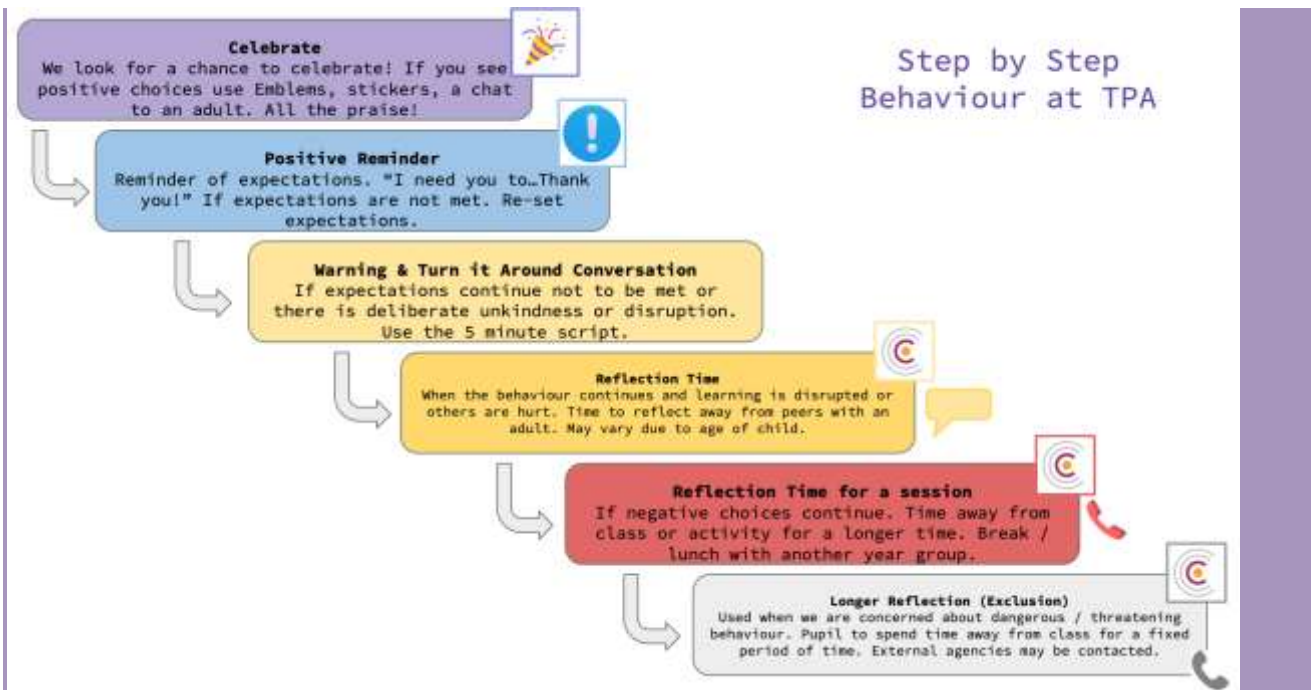 Step by Step
Behaviour at TPA
Celebrate
We look for a chance to celebrate! If you see
positive choices use Emblems, stickers, a chat
to an adult. All the praise!
Positive Reminder
Reminder of expectations. "I need you to…Thank
you!" If expectations are not met. Re-set
expectations.
Warning & Turn it Around Conversation
If expectations continue not to be met or
there is deliberate unkindness or disruption.
Use the 5 minute script.
Reflection Time
When the behaviour continues and learning is disrupted or
others are hurt. Time to reflect away from peers with an
adult. May vary due to age of child.
Reflection Time for a session
If negative choices continue. Time away from
class or activity for a longer time. Break /
lunch with another year group.
Longer Reflection (Exclusion)
Used when we are concerned about dangerous / threatening
behaviour. Pupil to spend time away from class for a fixed
period of time. External agencies may be contacted.